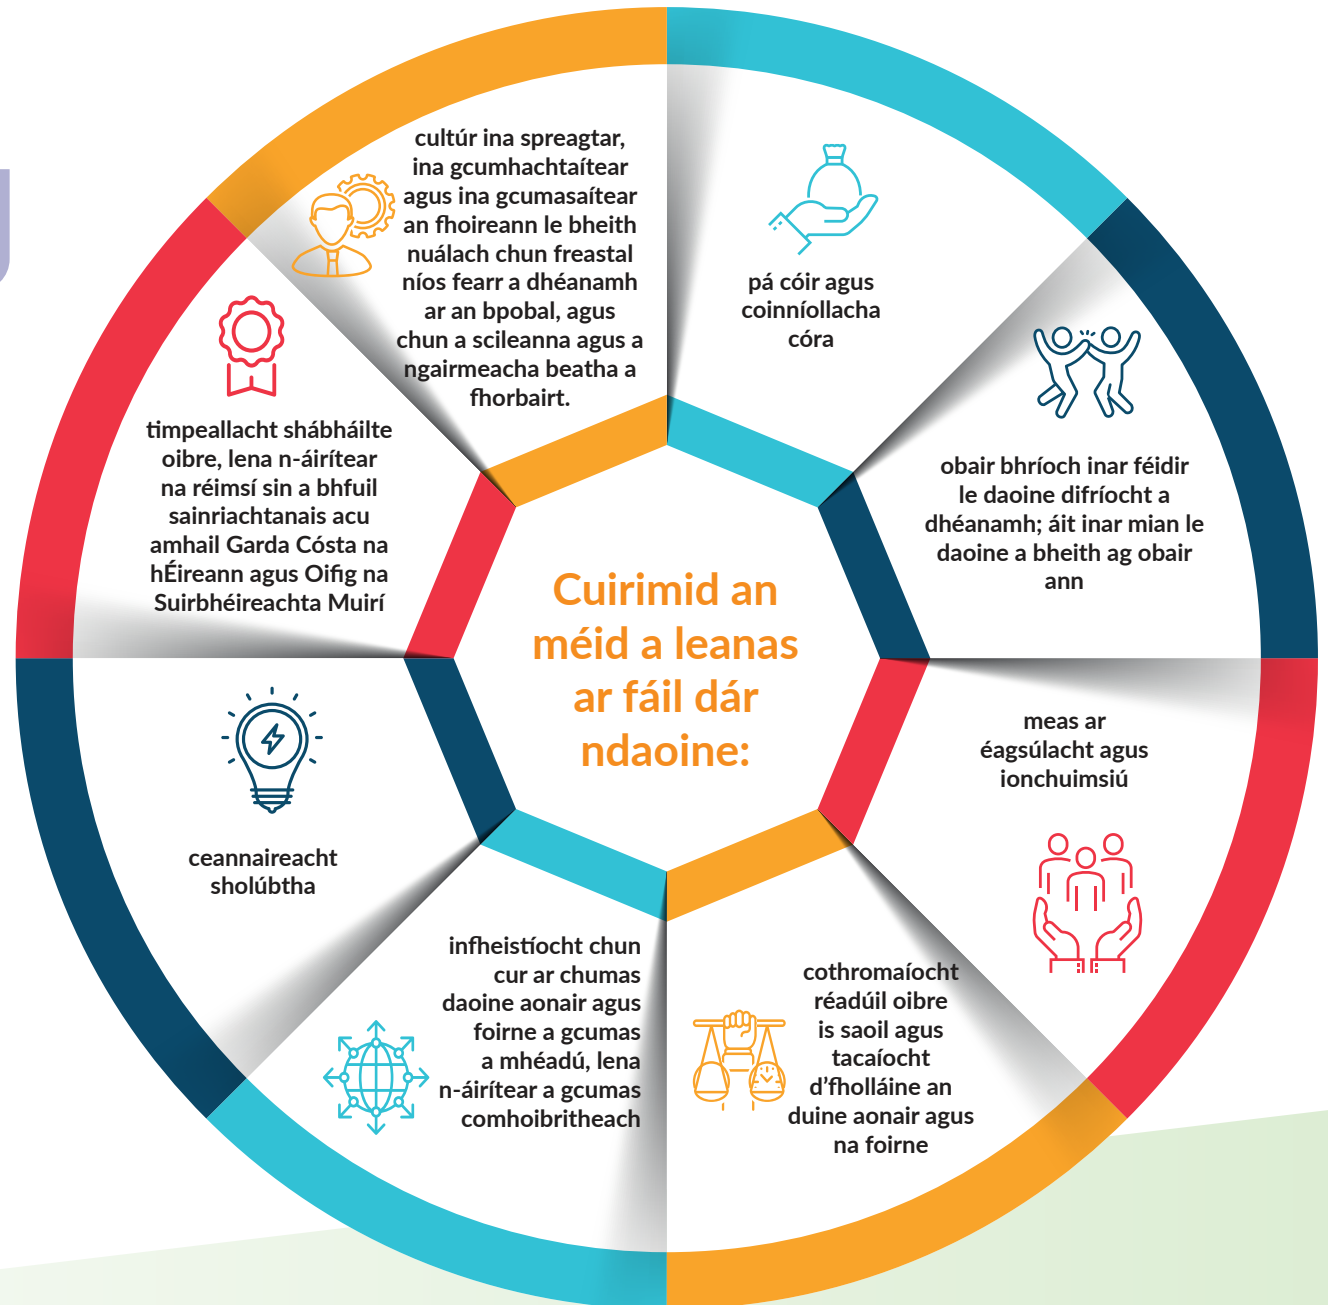 Cuirimid an
méid a leanas
ar fáil dár
ndaoine:
pá cóir agus
coinníollacha
córa
obair bhríoch inar féidir
le daoine difríocht a
dhéanamh; áit inar mian le
daoine a bheith ag obair
ann
meas ar
éagsúlacht agus
ionchuimsiú
cothromaíocht
réadúil oibre
is saoil agus
tacaíocht
d’fholláine an
duine aonair agus
na foirne
infheistíocht chun
cur ar chumas
daoine aonair agus
foirne a gcumas
a mhéadú, lena
n-áirítear a gcumas
comhoibritheach
ceannaireacht
sholúbtha
timpeallacht shábháilte
oibre, lena n-áirítear
na réimsí sin a bhfuil
sainriachtanais acu
amhail Garda Cósta na
hÉireann agus Oifig na
Suirbhéireachta Muirí
cultúr ina spreagtar,
ina gcumhachtaítear
agus ina gcumasaítear
an fhoireann le bheith
nuálach chun freastal
níos fearr a dhéanamh
ar an bpobal, agus
chun a scileanna agus a
ngairmeacha beatha a
fhorbairt.